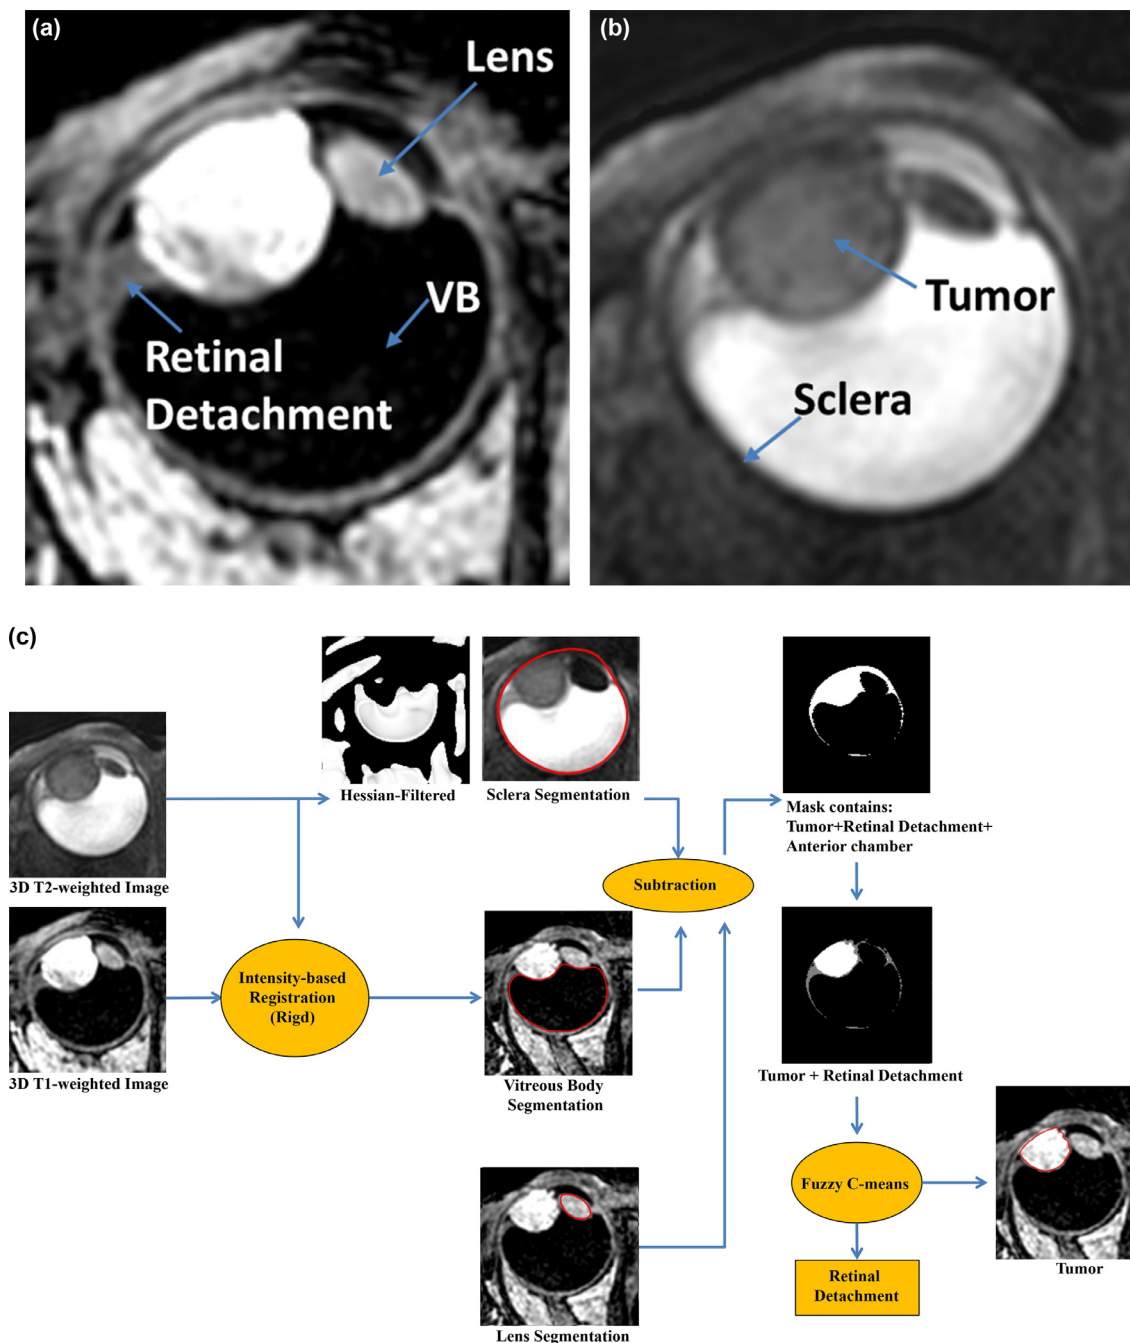 (a)
Lens
VB
Retinal
Detachment
(b)
Tumor
Sclera
(c)
Hessian-Filtered
Sclera Segmentation
Mask contains:
Tumor+Retinal Detachment+
Anterior chamber
3D T2-weighted Image
Subtraction
Intensity-based
Registration
(Rigd)
3D T1-weighted Image
Vitreous Body
Segmentation
Tumor + Retinal Detachment
Fuzzy C-means
Tumor
Retinal
Detachment
Lens Segmentation